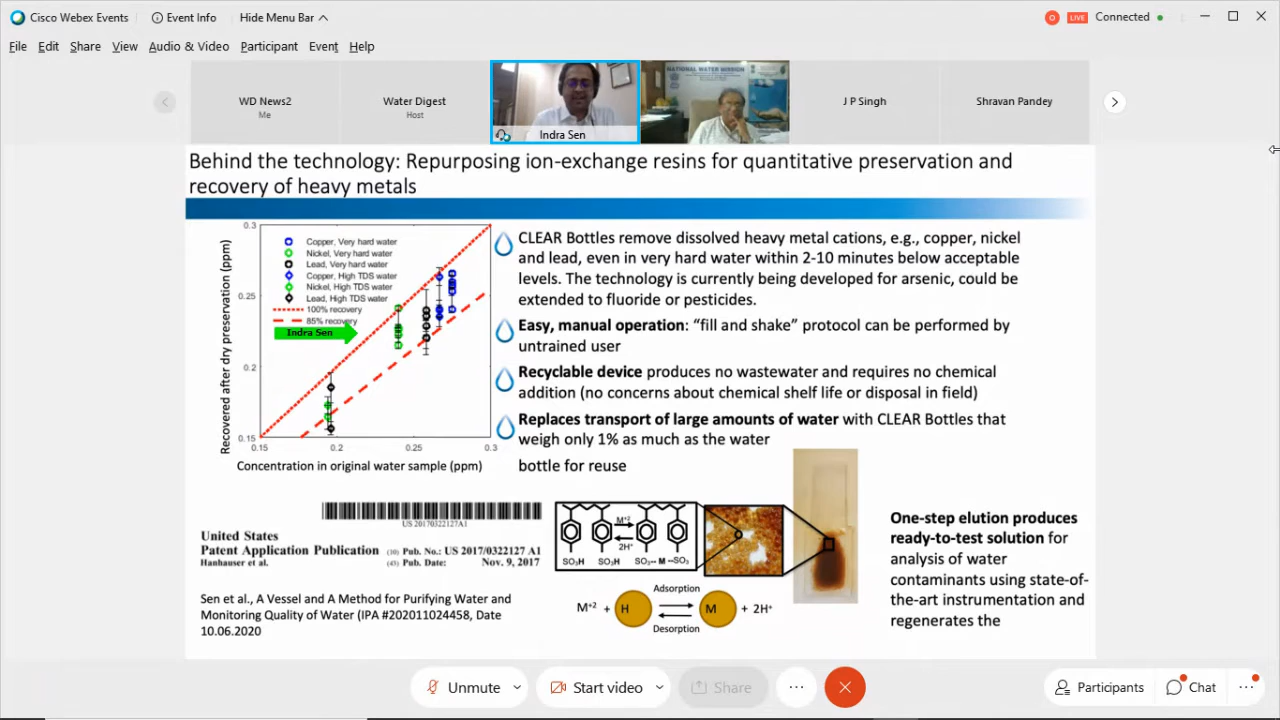 Cisco Webex Events
Event Info
Hide Menu Bar
LIVE
Connected
File Edit Share View Audio & Video Participant Event Help
WD News2
Me
Water Digest
Host
Indra Sen
NATIONAL WATER MISSION
J P Singh
Shravan Pandey
Behind the technology: Repurposing ion-exchange resins for quantitative preservation and
recovery of heavy metals
Recovered after dry preservation (ppm)
0.3
0.25
0.2
0.15
Copper, Very hard water
Nickel, Very hard water
Lead, Very hard water
Copper, High TDS water
Nickel, High TDS water
Lead, High TDS water
100% recovery
85% recovery
Indra Sen
0.15 0.2 0.25 0.3
Concentration in original water sample (ppm)
CLEAR Bottles remove dissolved heavy metal cations, e.g., copper, nickel
and lead, even in very hard water within 2-10 minutes below acceptable
levels. The technology is currently being developed for arsenic, could be
extended to fluoride or pesticides.
Easy, manual operation: “fill and shake” protocol can be performed by
untrained user
Recyclable device produces no wastewater and requires no chemical
addition (no concerns about chemical shelf life or disposal in field)
Replaces transport of large amounts of water with CLEAR Bottles that
weigh only 1% as much as the water
bottle for reuse
US 20170322127A1
United States
Patent Application Publication (10) Pub. No.: US 2017/0322127 A1
Hanhauser et al. (43) Pub. Date: Nov. 9, 2017
Sen et al., A Vessel and A Method for Purifying Water and
Monitoring Quality of Water (IPA #202011024458, Date
10.06.2020
M+2
2H+
SO₃H SO₃H SO₃-- M --SO₃
Adsorption
M+2 + H M + 2H+
Desorption
One-step elution produces
ready-to-test solution for
analysis of water
contaminants using state-of-
the-art instrumentation and
regenerates the
Unmute
Start video
Share
Participants
Chat